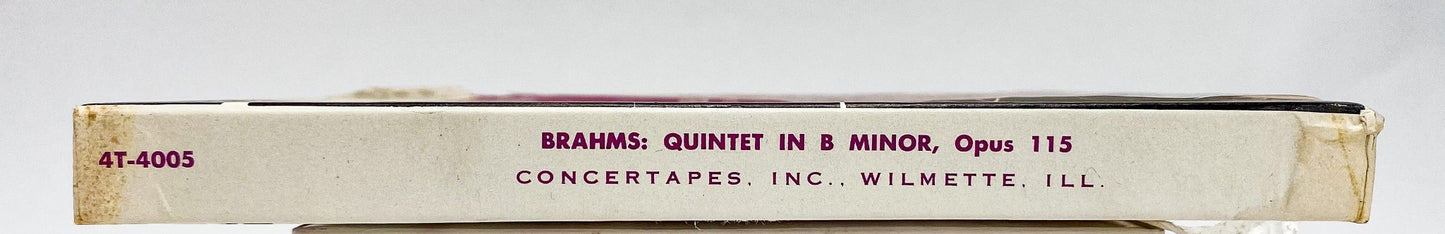 4T-4005
BRAHMS: QUINTET IN B MINOR, Opus 115
CONCERTAPES, INC., WILMETTE, ILL.